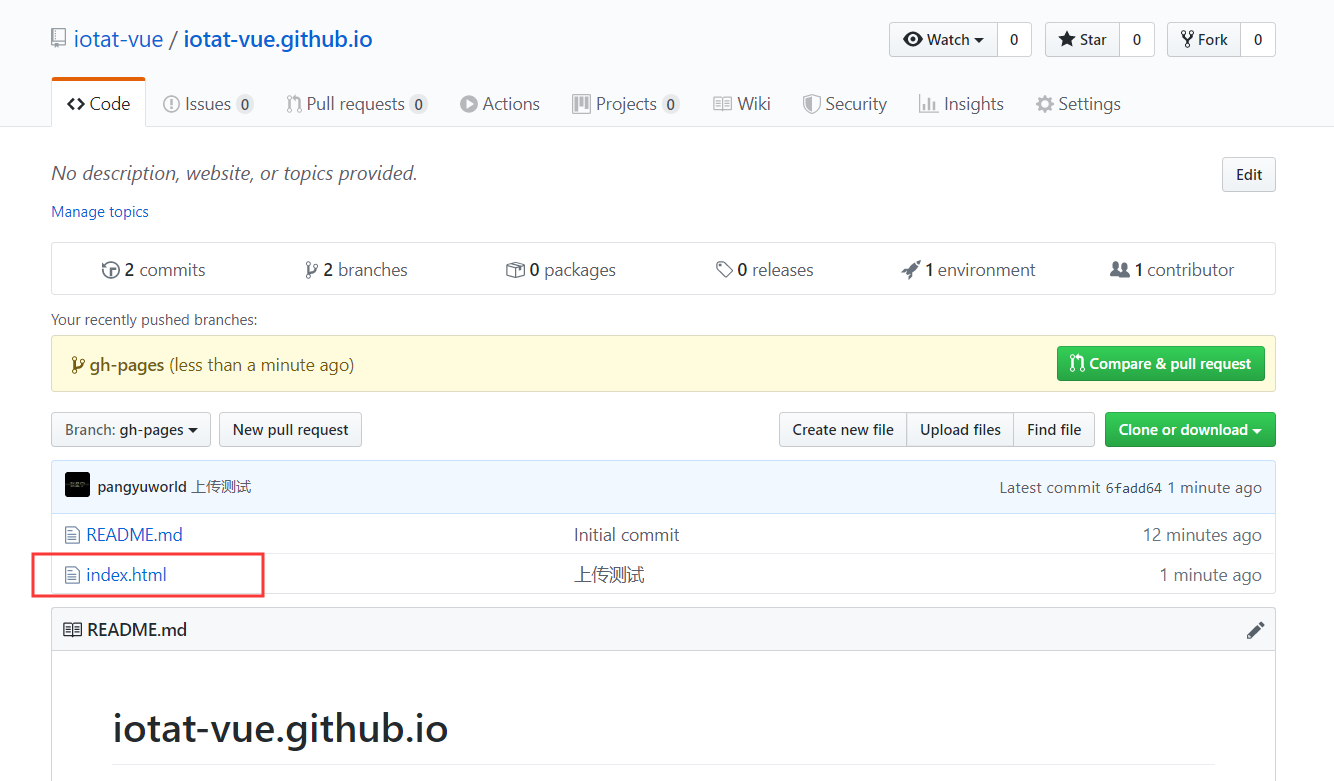 iotat-vue / iotat-vue.github.io
Watch 0 Star 0 Fork 0
Code Issues 0 Pull requests 0 Actions Projects 0 Wiki Security Insights Settings
No description, website, or topics provided.
Edit
Manage topics
2 commits 2 branches 0 packages 0 releases 1 environment 1 contributor
Your recently pushed branches:
gh-pages (less than a minute ago) Compare & pull request
Branch: gh-pages New pull request Create new file Upload files Find file Clone or download
pangyuworld 上传测试 Latest commit 6fadd64 1 minute ago
README.md Initial commit 12 minutes ago
index.html 上传测试 1 minute ago
README.md
iotat-vue.github.io